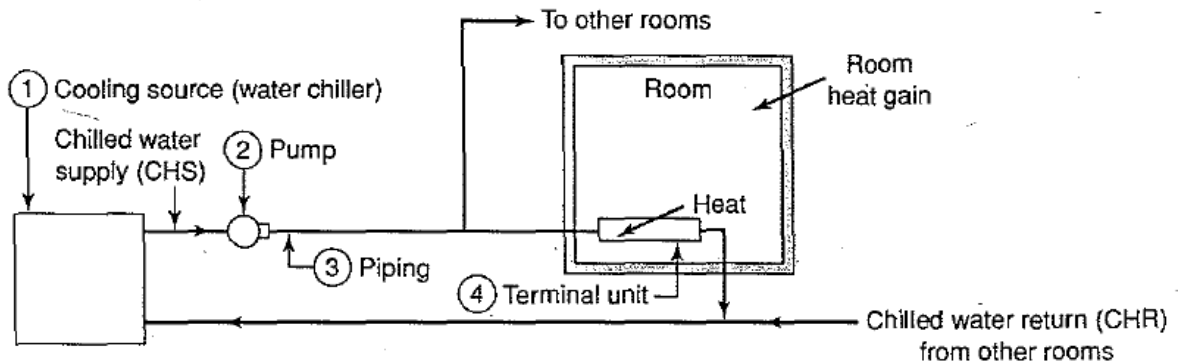 To other rooms
1 Cooling source (water chiller)
Room
Room
heat gain
Chilled water
supply (CHS)
2 Pump
Heat
3 Piping
4 Terminal unit
Chilled water return (CHR)
from other rooms